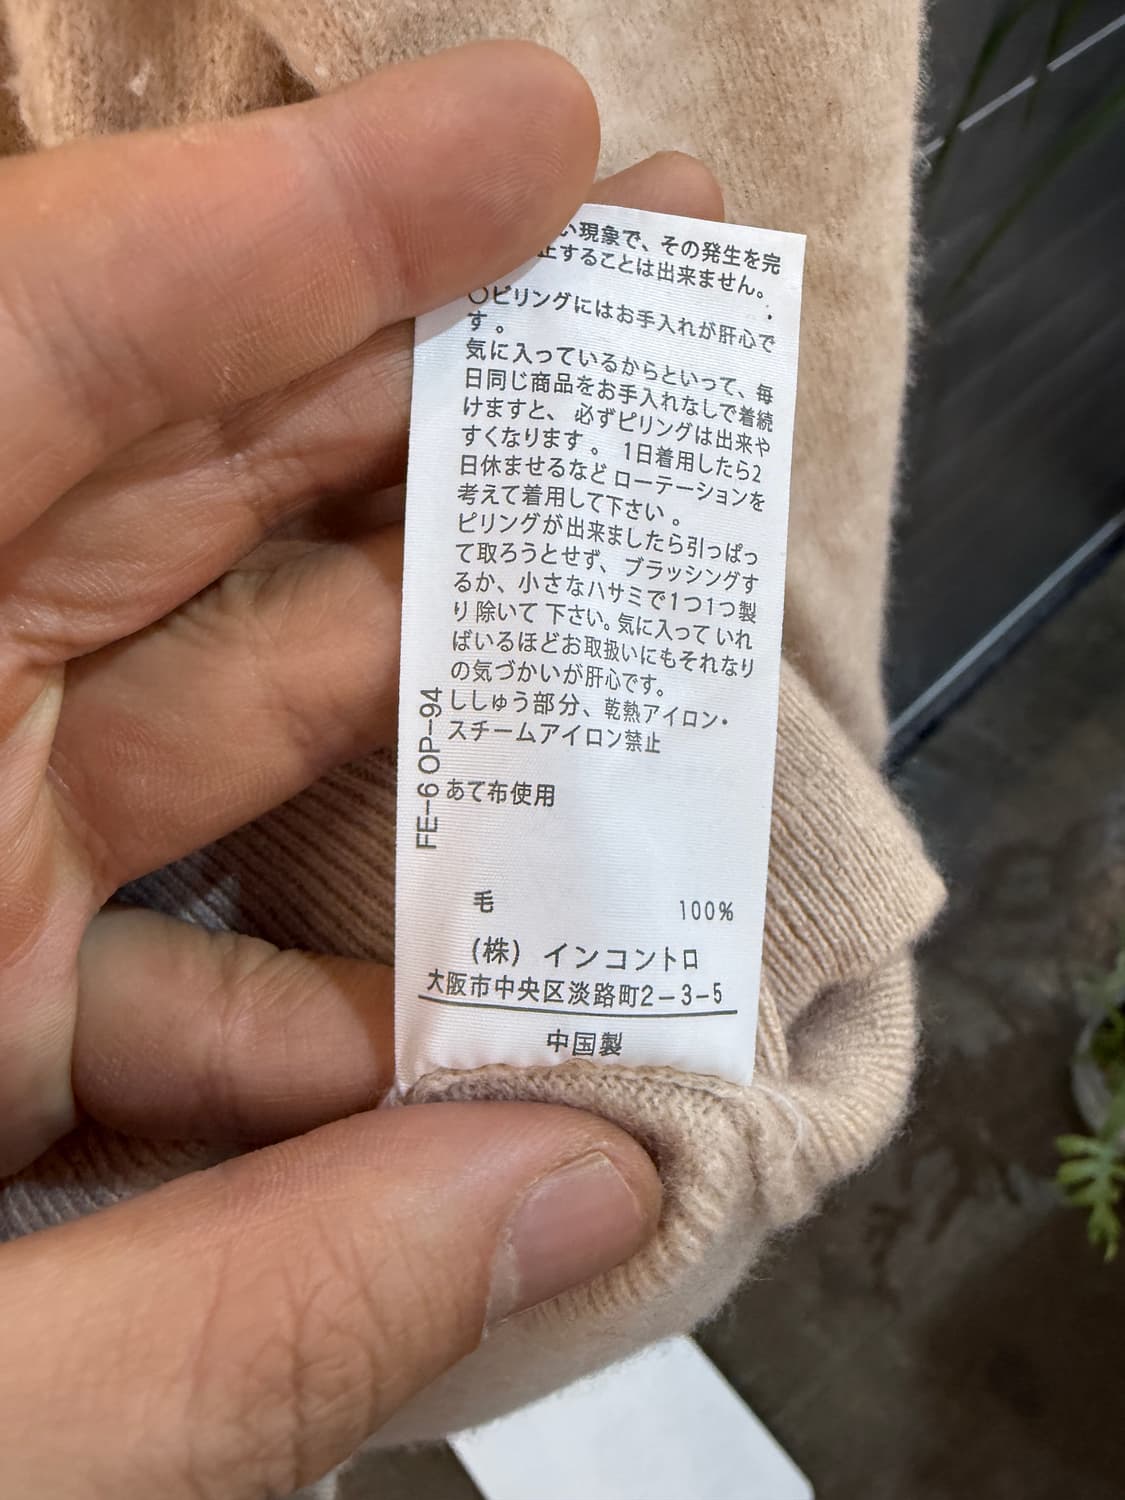 い現象で、その発生を完
止することは出来ません。
○ピリングにはお手入れが肝心で
す。
気に入っているからといって、毎
日同じ商品をお手入れなしで着続
けますと、必ずピリングは出来や
すくなります。1日着用したら2
日休ませるなどローテーションを
考えて着用して下さい。
ピリングが出来ましたら引っぱっ
て取ろうとせず、ブラッシングす
るか、小さなハサミで1つ1つ製
り除いて下さい。気に入っていれ
ばいるほどお取扱いにもそれなり
の気づかいが肝心です。
ししゅう部分、乾熱アイロン・
スチームアイロン禁止
あて布使用
FE-6 OP-94
毛 100%
(株) インコントロ
大阪市中央区淡路町2-3-5
中国製